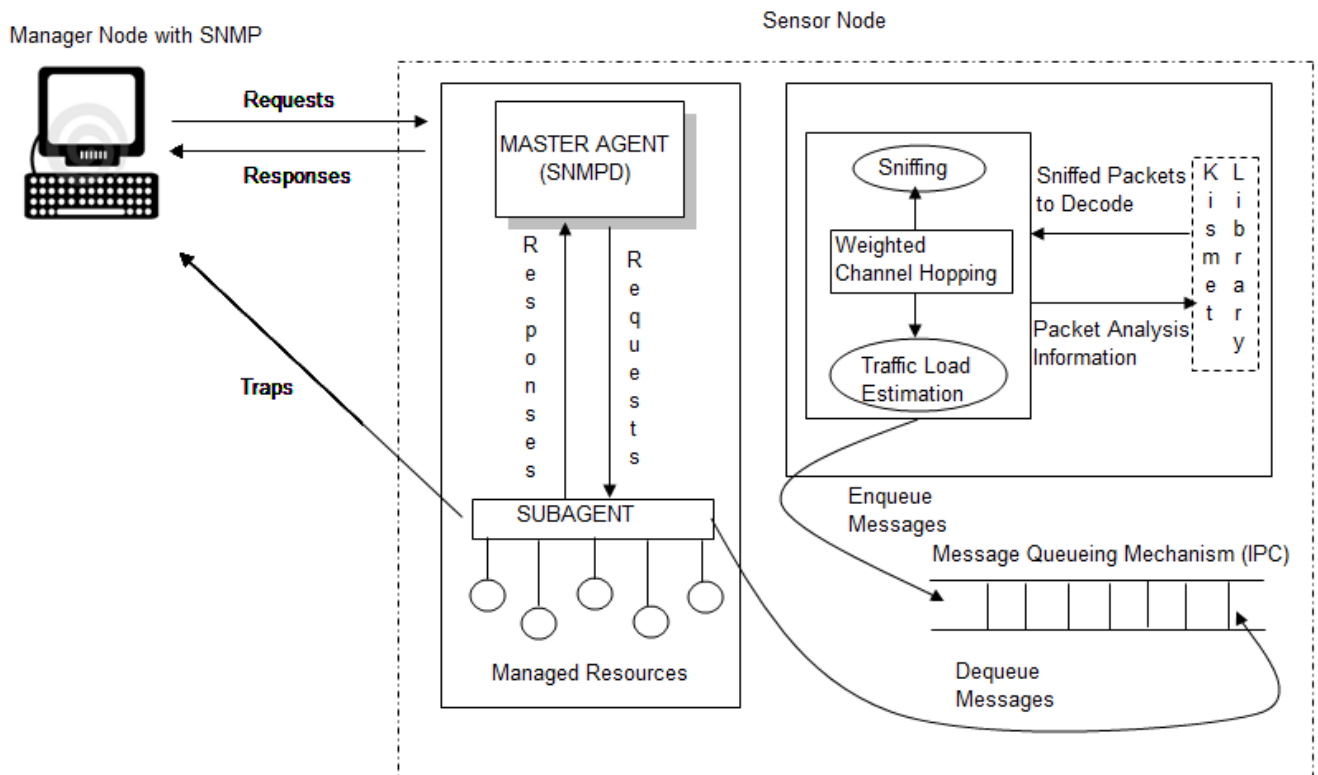 Sensor Node
Manager Node with SNMP
Requests
Responses
Traps
MASTER AGENT
(SNMPD)
Responses
Requests
SUBAGENT
Managed Resources
Sniffing
Weighted
Channel Hopping
Traffic Load
Estimation
Sniffed Packets
to Decode
Packet Analysis
Information
Kismet
Library
Enqueue
Messages
Message Queueing Mechanism (IPC)
Dequeue
Messages